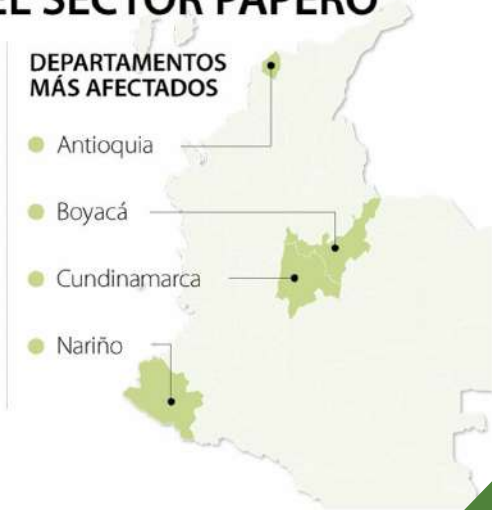 EL SECTOR PAPERO
DEPARTAMENTOS
MÁS AFECTADOS
Antioquia
Boyacá
Cundinamarca
Nariño